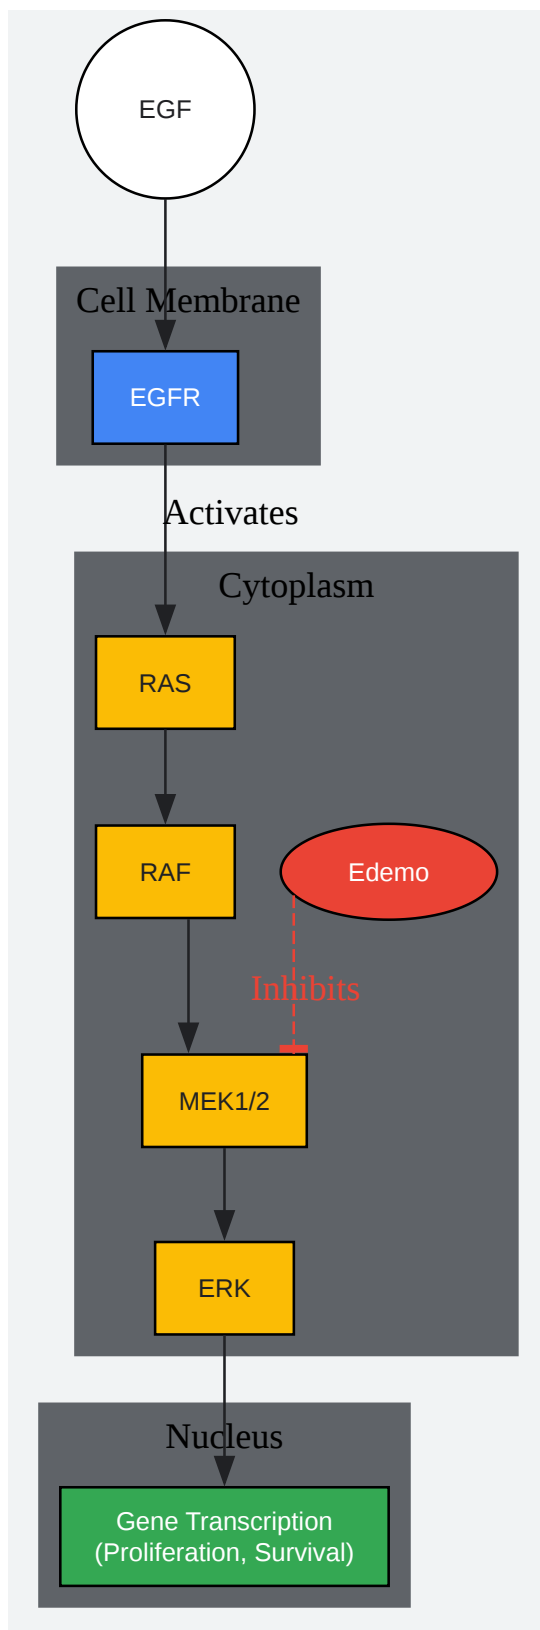 EGF
Cell Membrane
EGFR
Activates
Cytoplasm
RAS
RAF
Edemo
Inhibits
MEK1/2
ERK
Nucleus
Gene Transcription
(Proliferation, Survival)